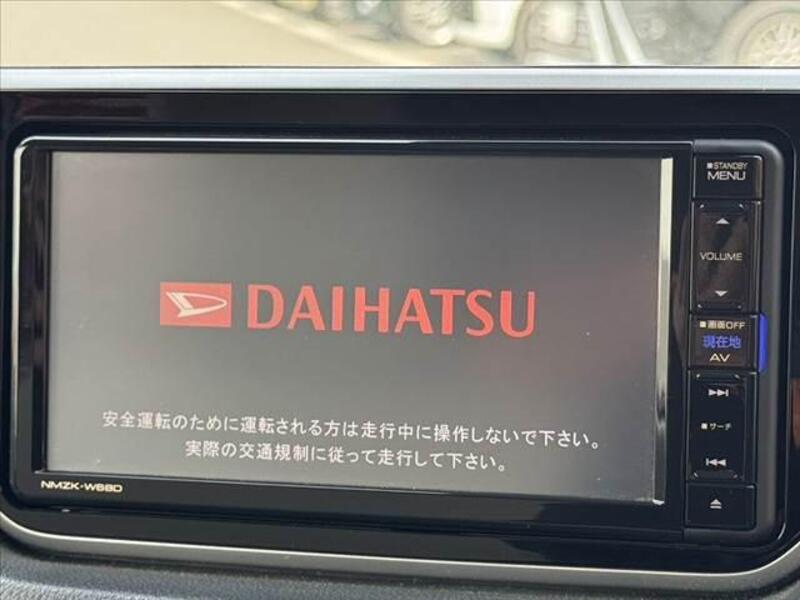 DAIHATSU
安全運転のために運転される方は走行中に操作しないで下さい。
実際の交通規制に従って走行して下さい。
NMZK-W68D
■STANDBY
MENU
VOLUME
■画面OFF
現在地
AV
■サーチ